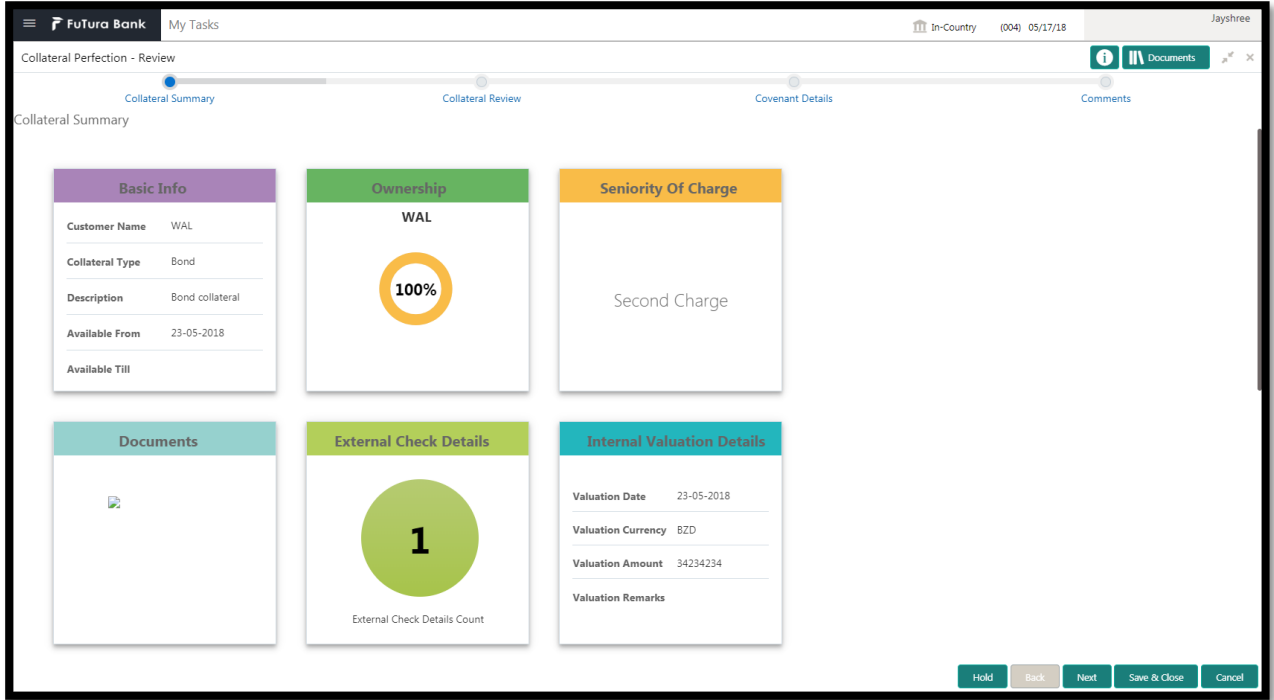 FuTura Bank My Tasks In-Country (004) 05/17/18 Jayshree
Collateral Perfection - Review i Documents
Collateral Summary Collateral Review Covenant Details Comments
Collateral Summary
Basic Info
Customer Name WAL
Collateral Type Bond
Description Bond collateral
Available From 23-05-2018
Available Till
Ownership
WAL
100%
Seniority Of Charge
Second Charge
Documents
External Check Details
1
External Check Details Count
Internal Valuation Details
Valuation Date 23-05-2018
Valuation Currency BZD
Valuation Amount 34234234
Valuation Remarks
Hold Back Next Save & Close Cancel